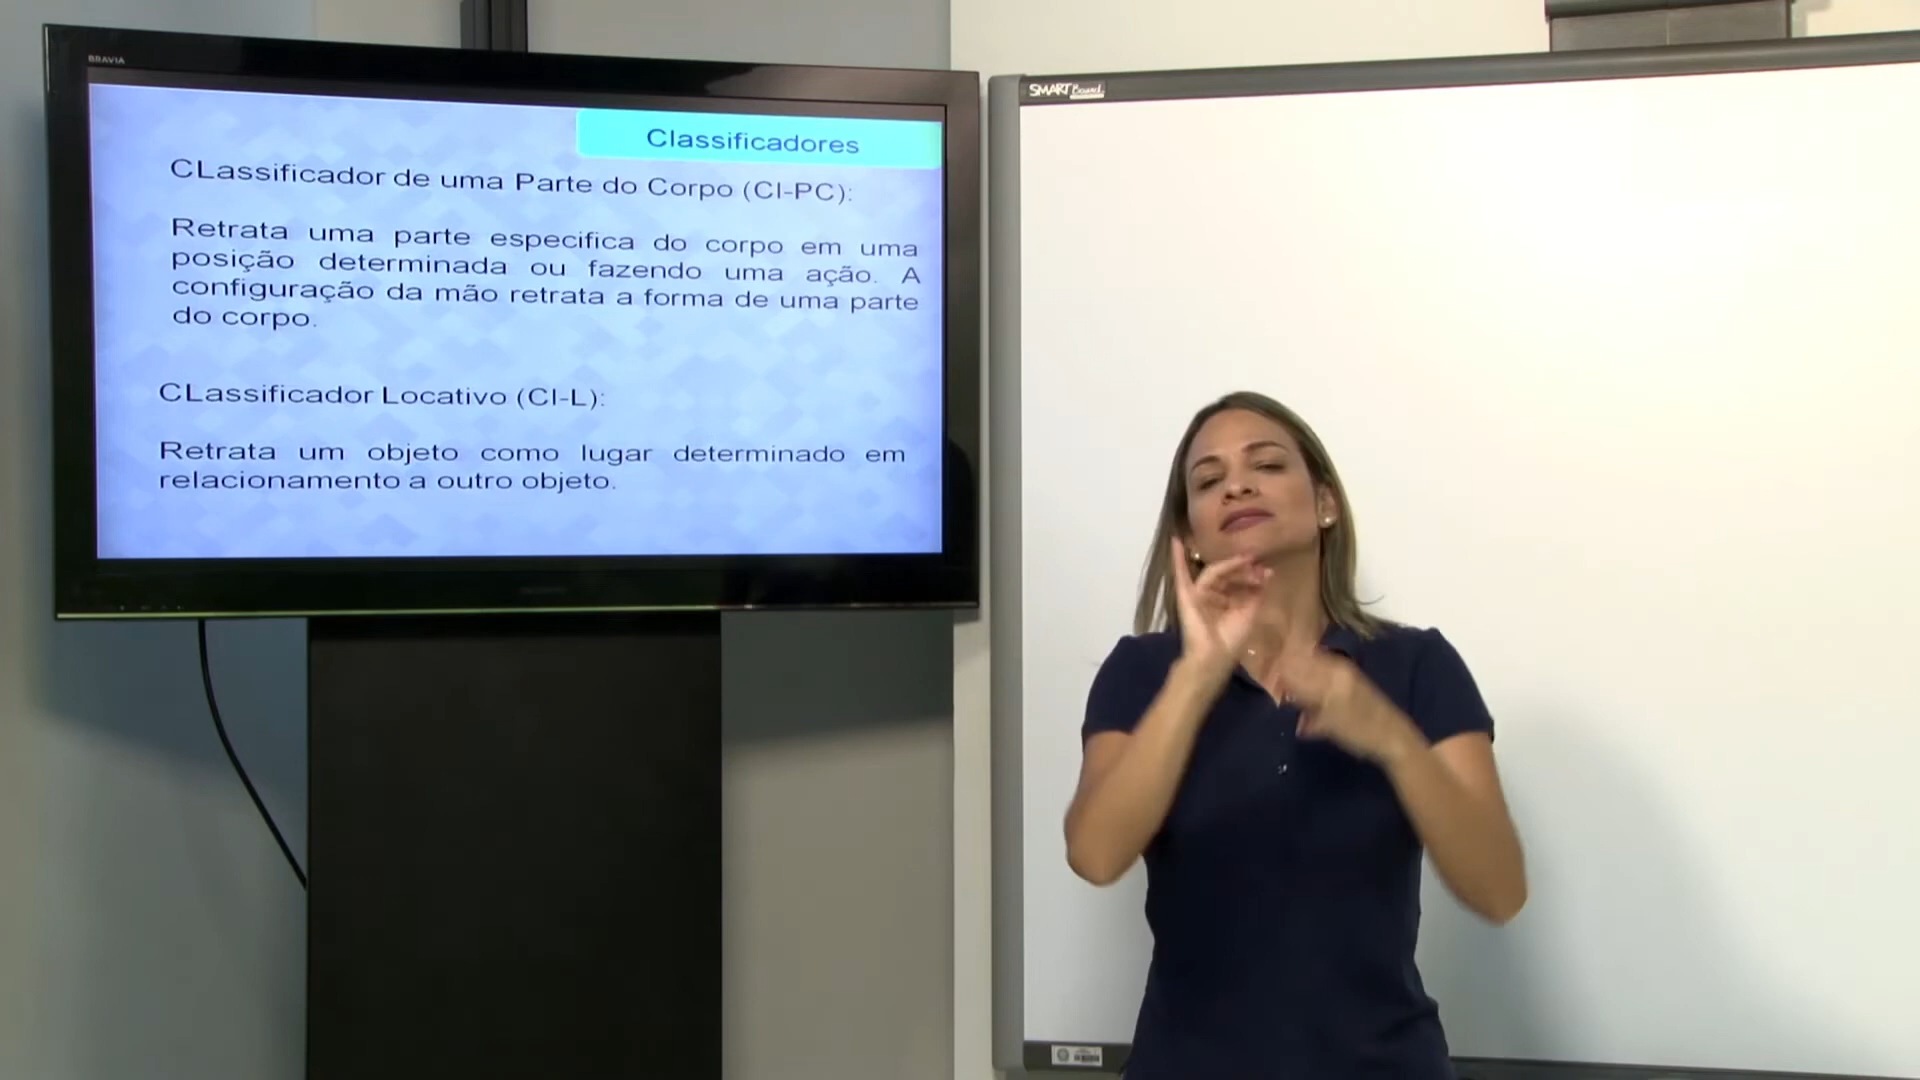 BRAVIA
Classificadores
CLassificador de uma Parte do Corpo (CI-PC):
Retrata uma parte especifica do corpo em uma
posição determinada ou fazendo uma ação. A
configuração da mão retrata a forma de uma parte
do corpo.
CLassificador Locativo (CI-L):
Retrata um objeto como lugar determinado em
relacionamento a outro objeto.
SMART Board